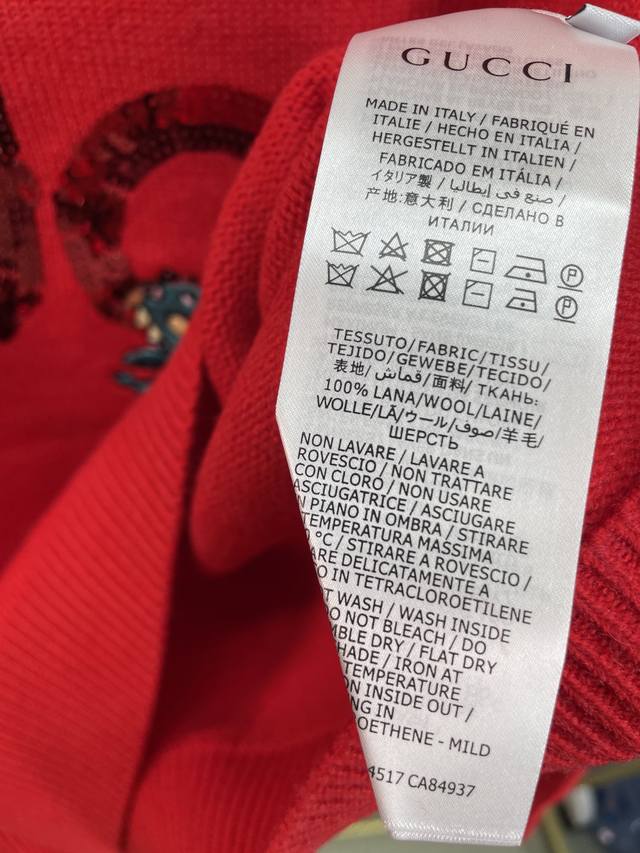 GUCCI
MADE IN ITALY / FABRIQUÉ EN
ITALIE / HECHO EN ITALIA /
HERGESTELLT IN ITALIEN /
FABRICADO EM ITÁLIA /
イタリア製 / صنع في إيطاليا /
产地:意大利 / СДЕЛАНО В
ИТАЛИИ
P
P
TESSUTO/FABRIC/TISSU/
TEJIDO/GEWEBE/TECIDO/
表地/قماش/面料/ТКАНЬ:
100% LANA/WOOL/LAINE/
WOLLE/LÃ/ウール/صوف/羊毛/
ШЕРСТЬ
NON LAVARE / LAVARE A
ROVESCIO / NON TRATTARE
CON CLORO / NON USARE
ASCIUGATRICE / ASCIUGARE
PIANO IN OMBRA / STIRARE
TEMPERATURA MASSIMA
°C / STIRARE A ROVESCIO /
ARE DELICATAMENTE A
O IN TETRACLOROETILENE
T WASH / WASH INSIDE
DO NOT BLEACH / DO
MBLE DRY / FLAT DRY
HADE / IRON AT
TEMPERATURE
ON INSIDE OUT /
NG IN
OETHENE - MILD
4517 CA84937